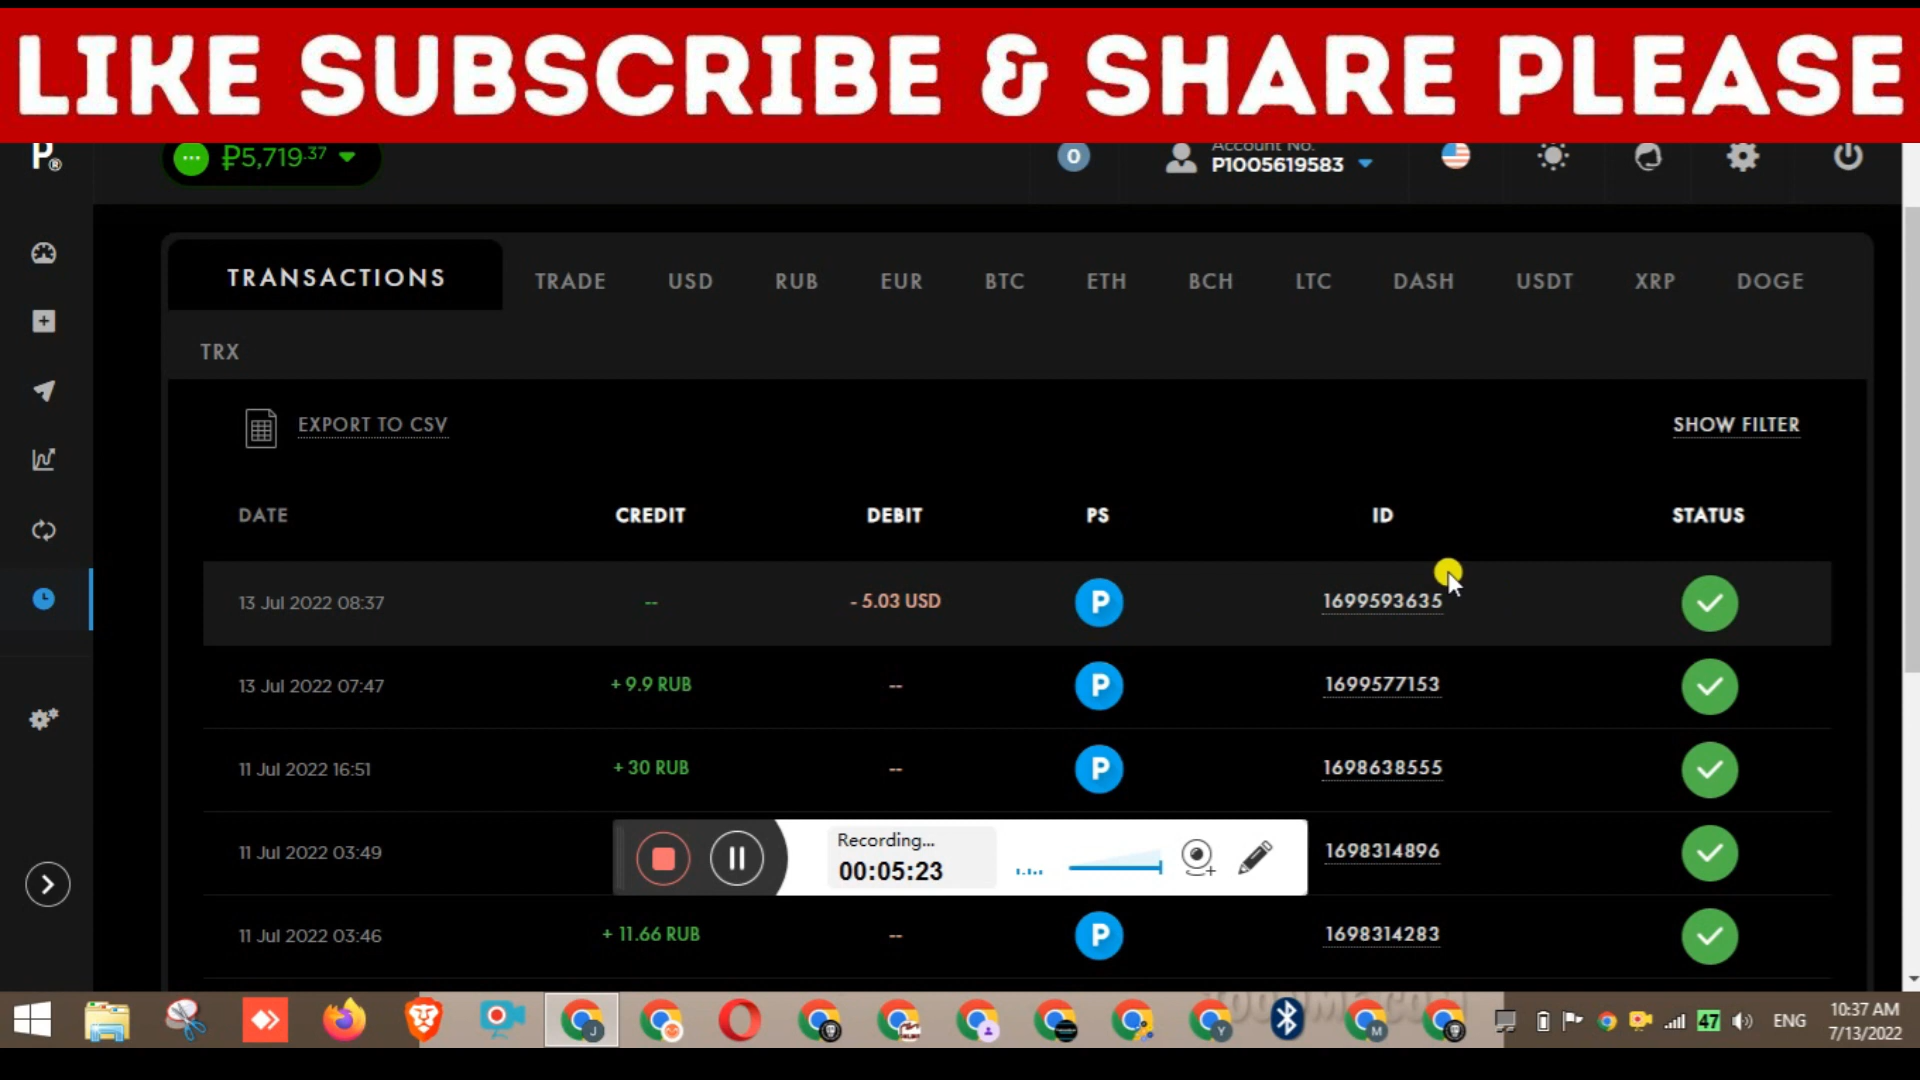 LIKE SUBSCRIBE & SHARE PLEASE
P®
₽5,719.37
0
Account No.
P1005619583
TRANSACTIONS TRADE USD RUB EUR BTC ETH BCH LTC DASH USDT XRP DOGE
TRX
EXPORT TO CSV
SHOW FILTER
DATE CREDIT DEBIT PS ID STATUS
13 Jul 2022 08:37 -- - 5.03 USD P 1699593635
13 Jul 2022 07:47 + 9.9 RUB -- P 1699577153
11 Jul 2022 16:51 + 30 RUB -- P 1698638555
11 Jul 2022 03:49 1698314896
Recording...
00:05:23
11 Jul 2022 03:46 + 11.66 RUB -- P 1698314283
J Y M 47 ENG
10:37 AM
7/13/2022